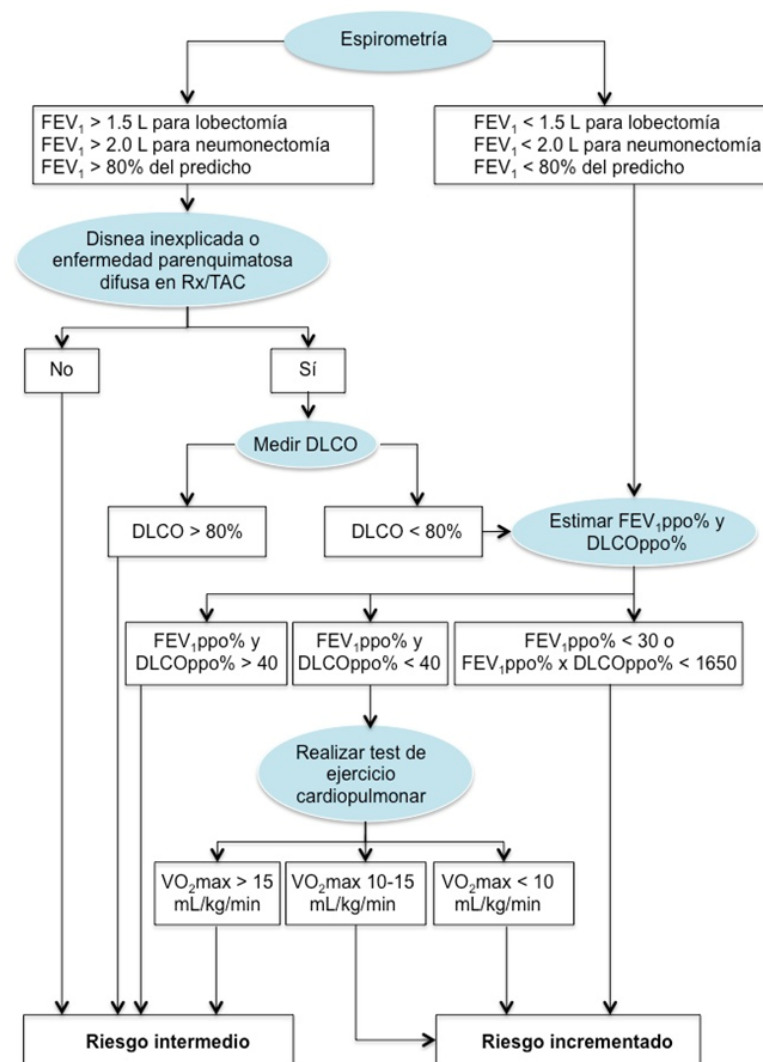 Espirometría
FEV₁ > 1.5 L para lobectomía
FEV₁ > 2.0 L para neumonectomía
FEV₁ > 80% del predicho
FEV₁ < 1.5 L para lobectomía
FEV₁ < 2.0 L para neumonectomía
FEV₁ < 80% del predicho
Disnea inexplicada o
enfermedad parenquimatosa
difusa en Rx/TAC
No
Sí
Medir DLCO
DLCO > 80%
DLCO < 80%
Estimar FEV₁ppo% y
DLCOppo%
FEV₁ppo% y
DLCOppo% > 40
FEV₁ppo% y
DLCOppo% < 40
FEV₁ppo% < 30 o
FEV₁ppo% x DLCOppo% < 1650
Realizar test de
ejercicio
cardiopulmonar
VO₂max > 15
mL/kg/min
VO₂max 10-15
mL/kg/min
VO₂max < 10
mL/kg/min
Riesgo intermedio
Riesgo incrementado